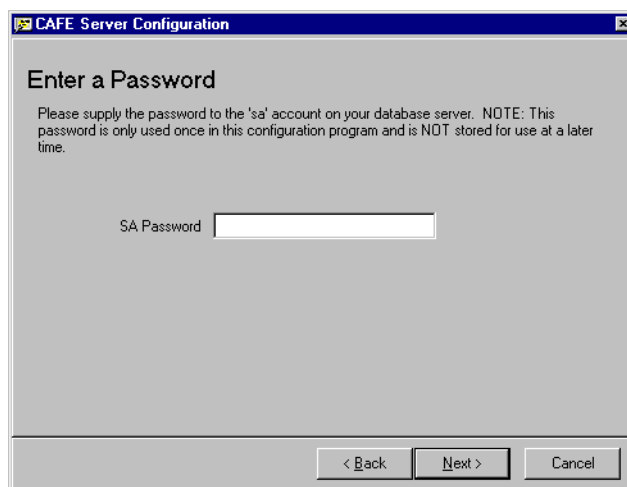 CAFE Server Configuration
Enter a Password
Please supply the password to the 'sa' account on your database server.  NOTE: This
password is only used once in this configuration program and is NOT stored for use at a later
time.
SA Password
< Back
Next >
Cancel